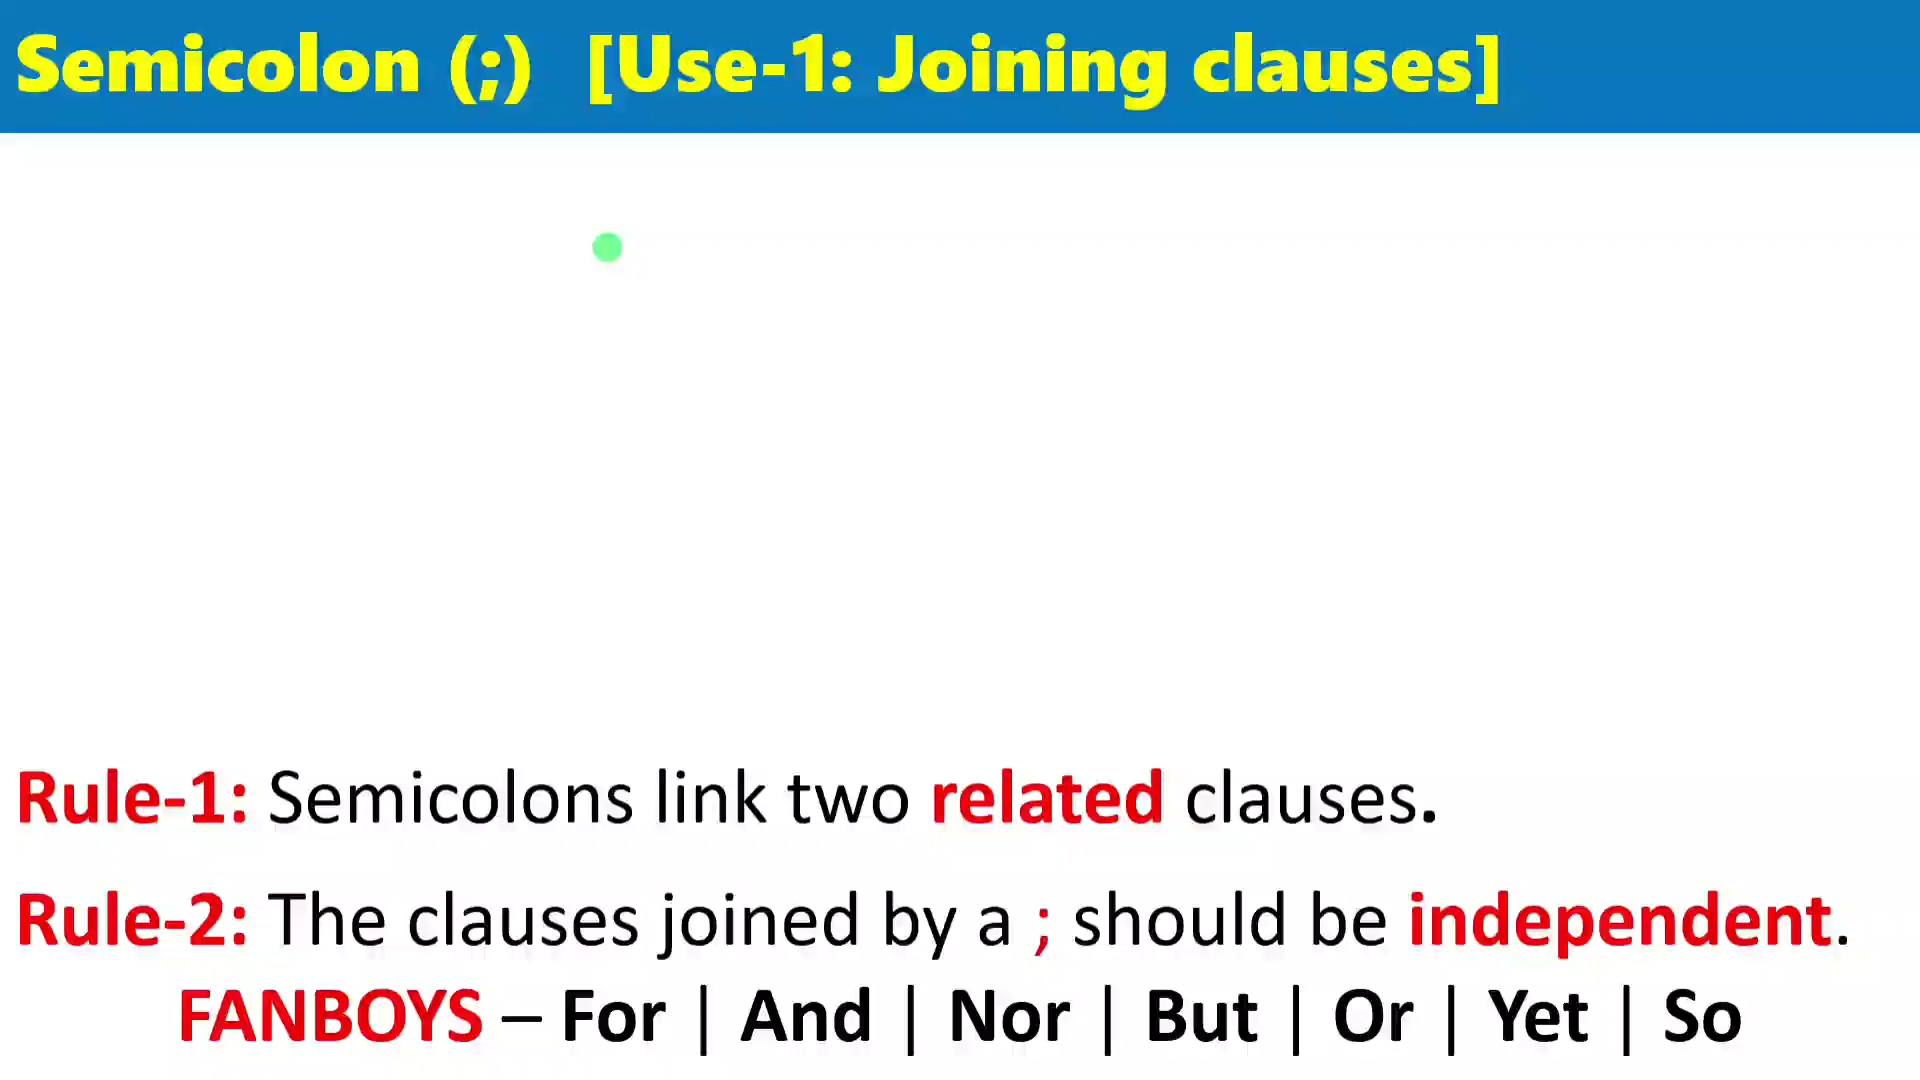 Semicolon (;) [Use-1: Joining clauses]
Rule-1: Semicolons link two related clauses.
Rule-2: The clauses joined by a ; should be independent.
FANBOYS – For | And | Nor | But | Or | Yet | So